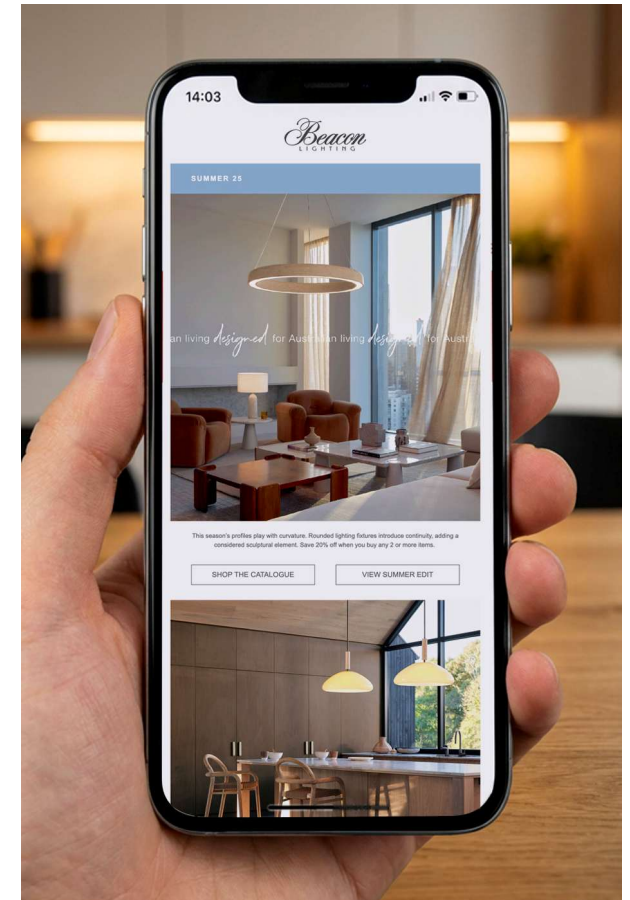 14:03
Beacon
LIGHTING
SUMMER 25
an living designed for Australian living designed for Austra
This season's profiles play with curvature. Rounded lighting fixtures introduce continuity, adding a
considered sculptural element. Save 20% off when you buy any 2 or more items.
SHOP THE CATALOGUE
VIEW SUMMER EDIT